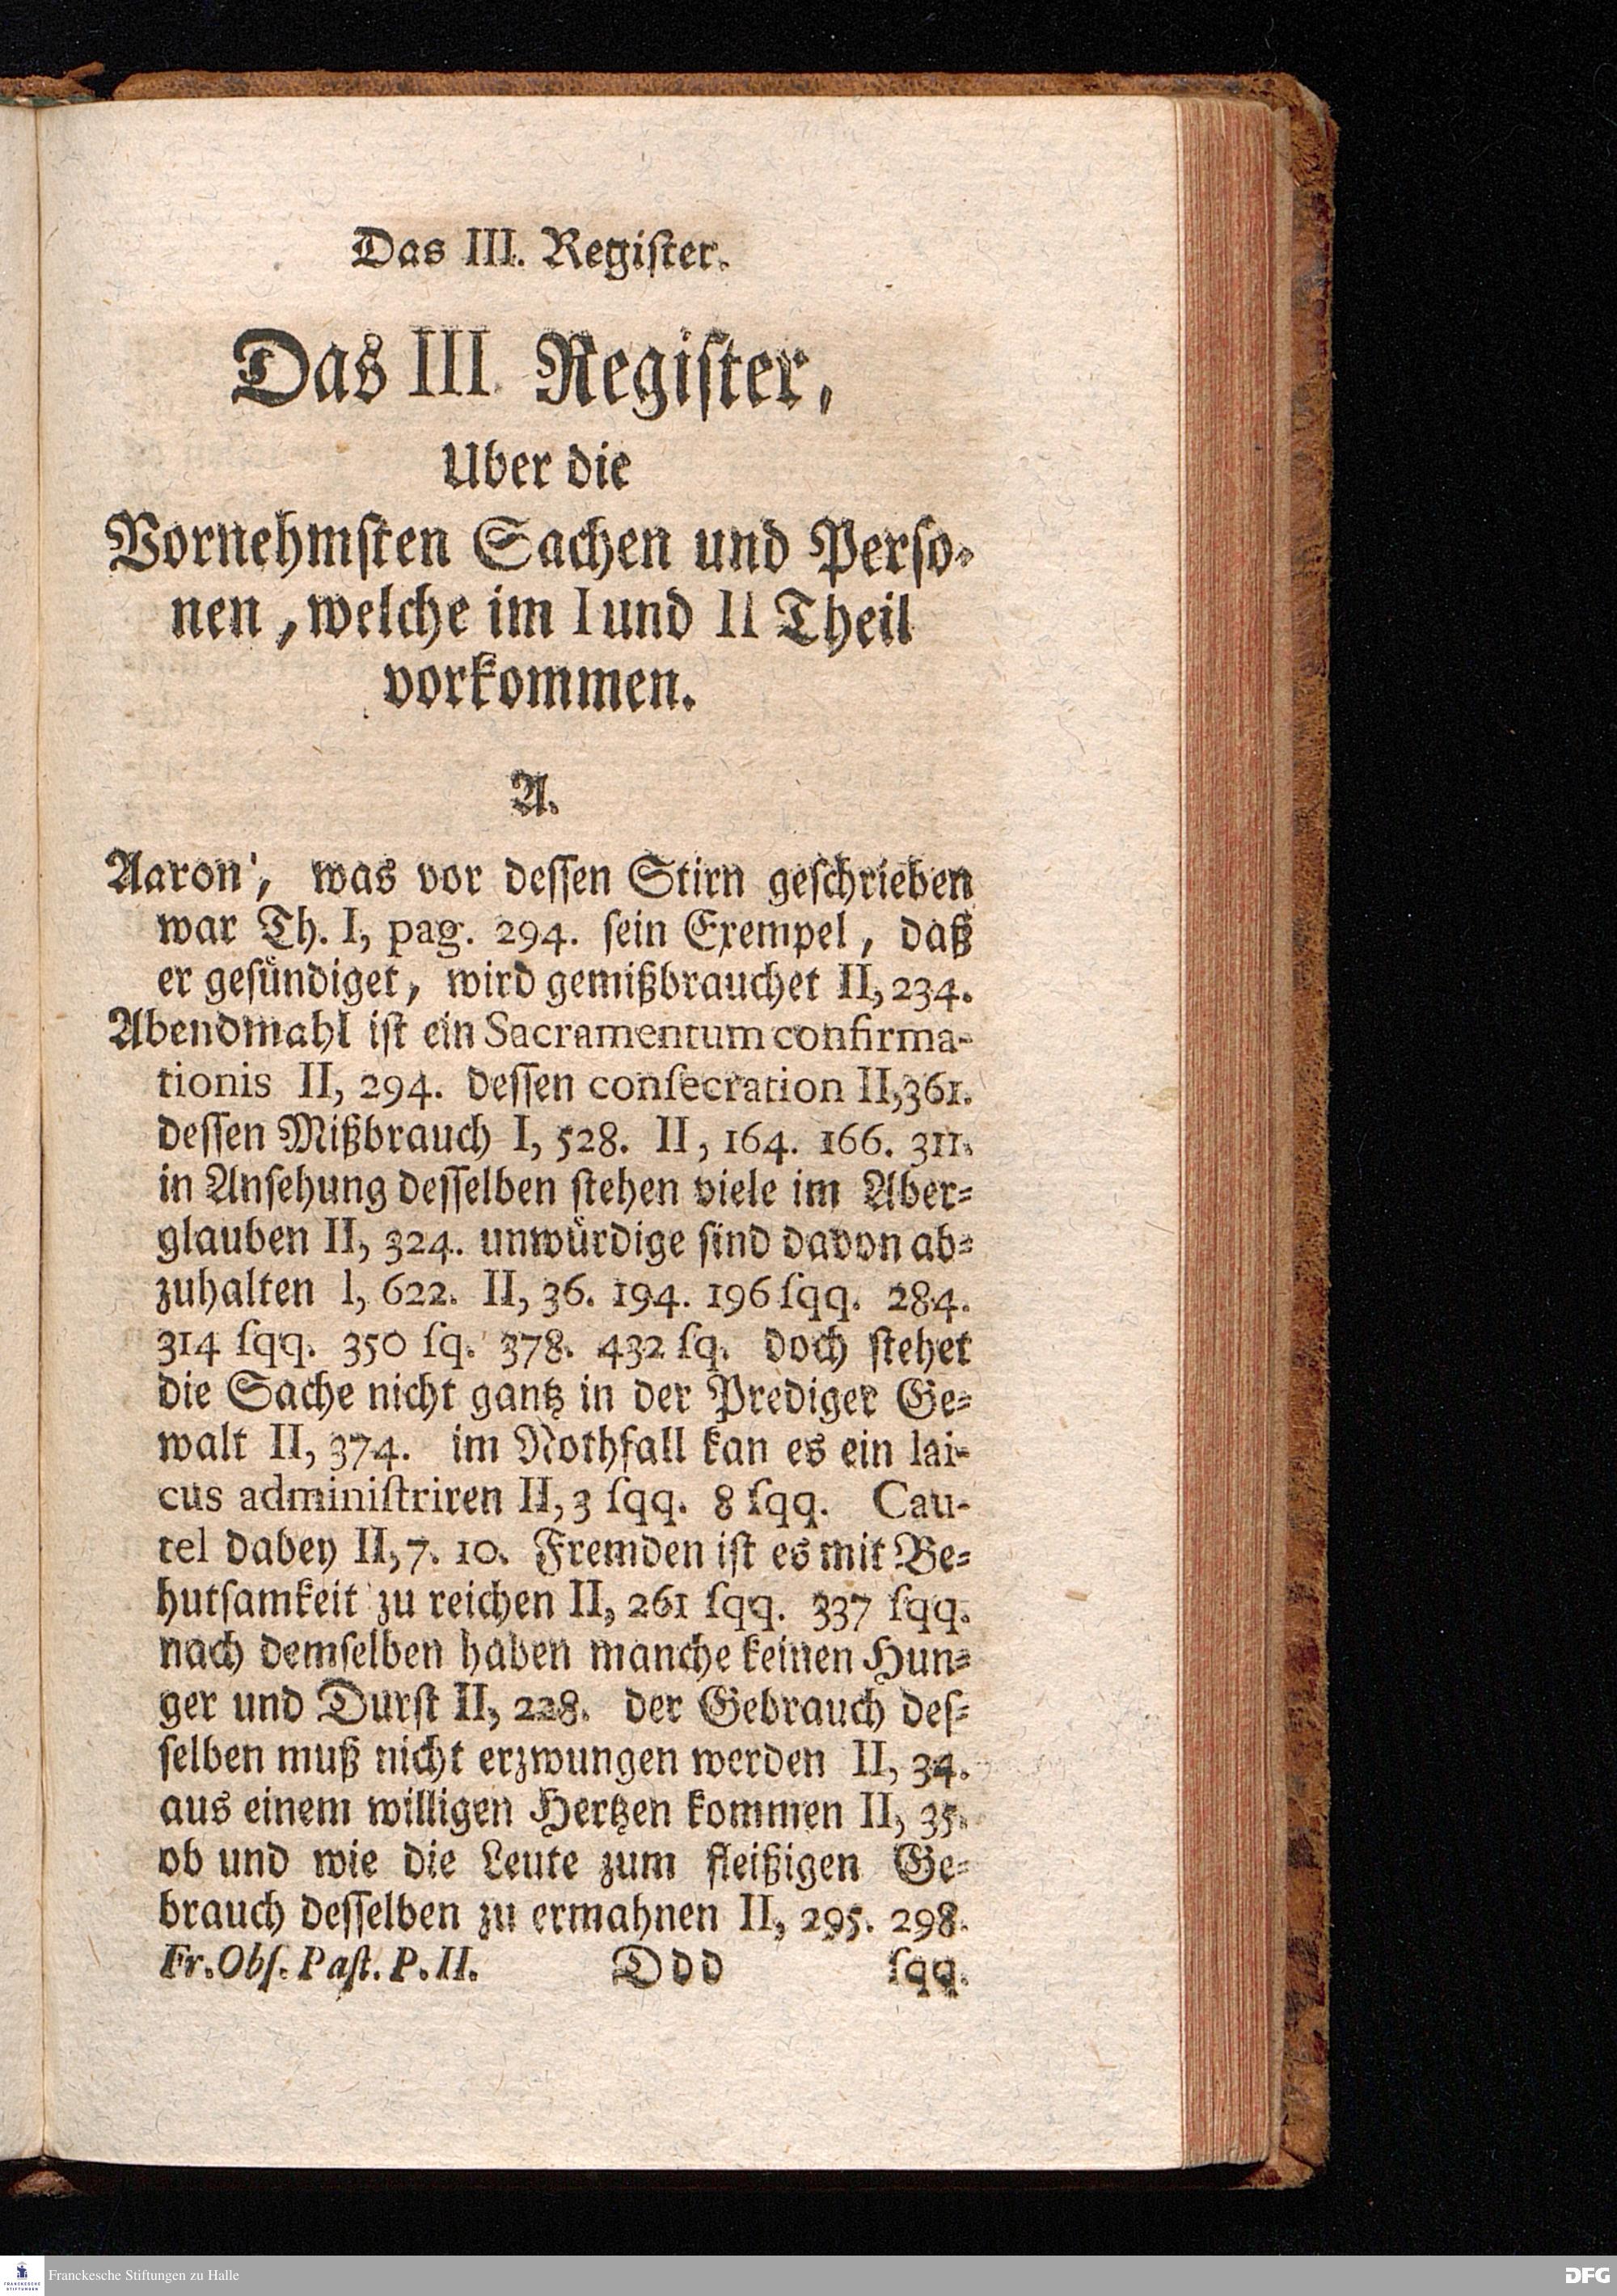 Das III. Regiſter.
Das III. Regiſter,
Uber die
Vornehmſten Sachen und Perſo-
nen, welche im I und II Theil
vorkommen.
A.
Aaron, was vor deſſen Stirn geſchrieben
war Th. I, pag. 294. ſein Exempel, daß
er geſündiget, wird gemißbrauchet II, 234.
Abendmahl iſt ein Sacramentum confirma-
tionis II, 294. deſſen conſecration II, 361.
deſſen Mißbrauch I, 528. II, 164. 166. 311.
in Anſehung deſſelben ſtehen viele im Aber-
glauben II, 324. unwürdige ſind davon ab-
zuhalten I, 622. II, 36. 194. 196 ſqq. 284.
314 ſqq. 350 ſq. 378. 432 ſq. doch ſtehet
die Sache nicht gantz in der Prediger Ge-
walt II, 374. im Nothfall kan es ein lai-
cus adminiſtriren II, 3 ſqq. 8 ſqq. Cau-
tel dabey II, 7. 10. Fremden iſt es mit Be-
hutſamkeit zu reichen II, 261 ſqq. 337 ſqq.
nach demſelben haben manche keinen Hun-
ger und Durſt II, 228. der Gebrauch deſ-
ſelben muß nicht erzwungen werden II, 34.
aus einem willigen Hertzen kommen II, 35.
ob und wie die Leute zum fleißigen Ge-
brauch deſſelben zu ermahnen II, 295. 298.
Fr. Obſ. Paſt. P. II. Ddd ſqq.
FRANCKESCHE STIFTUNGEN
Franckesche Stiftungen zu Halle
DFG